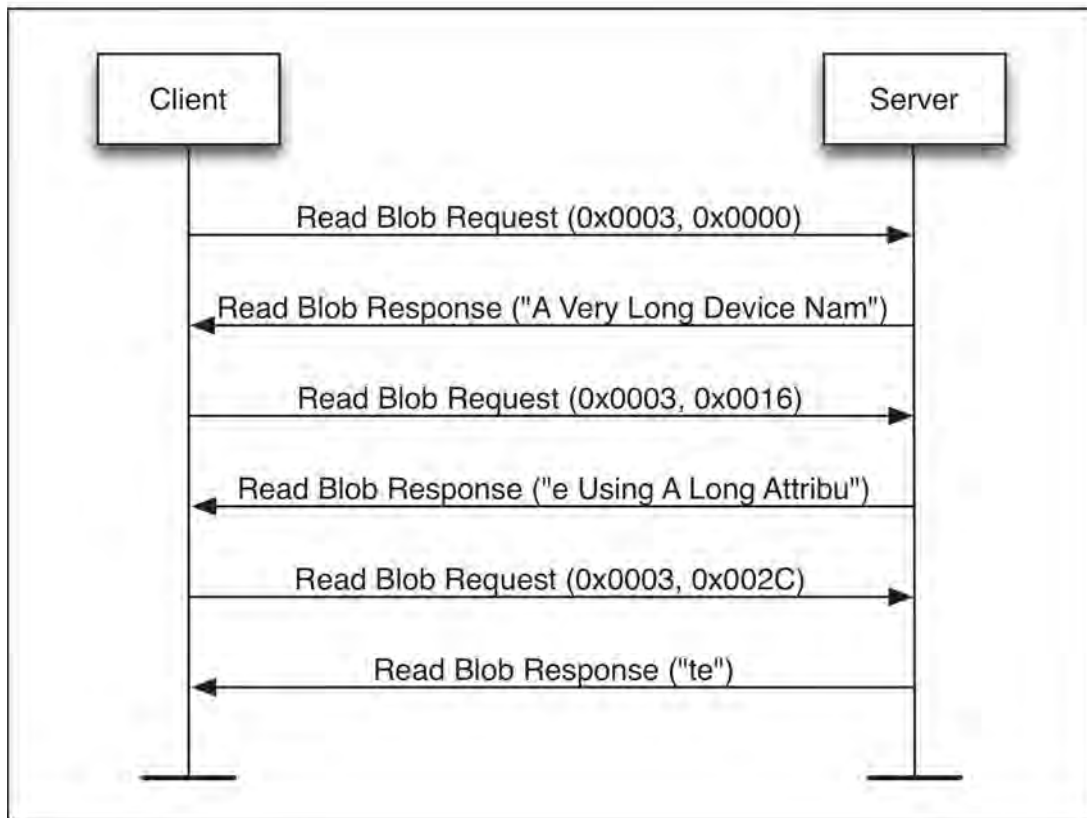 Client
Server
Read Blob Request (0x0003, 0x0000)
Read Blob Response ("A Very Long Device Nam")
Read Blob Request (0x0003, 0x0016)
Read Blob Response ("e Using A Long Attribu")
Read Blob Request (0x0003, 0x002C)
Read Blob Response ("te")